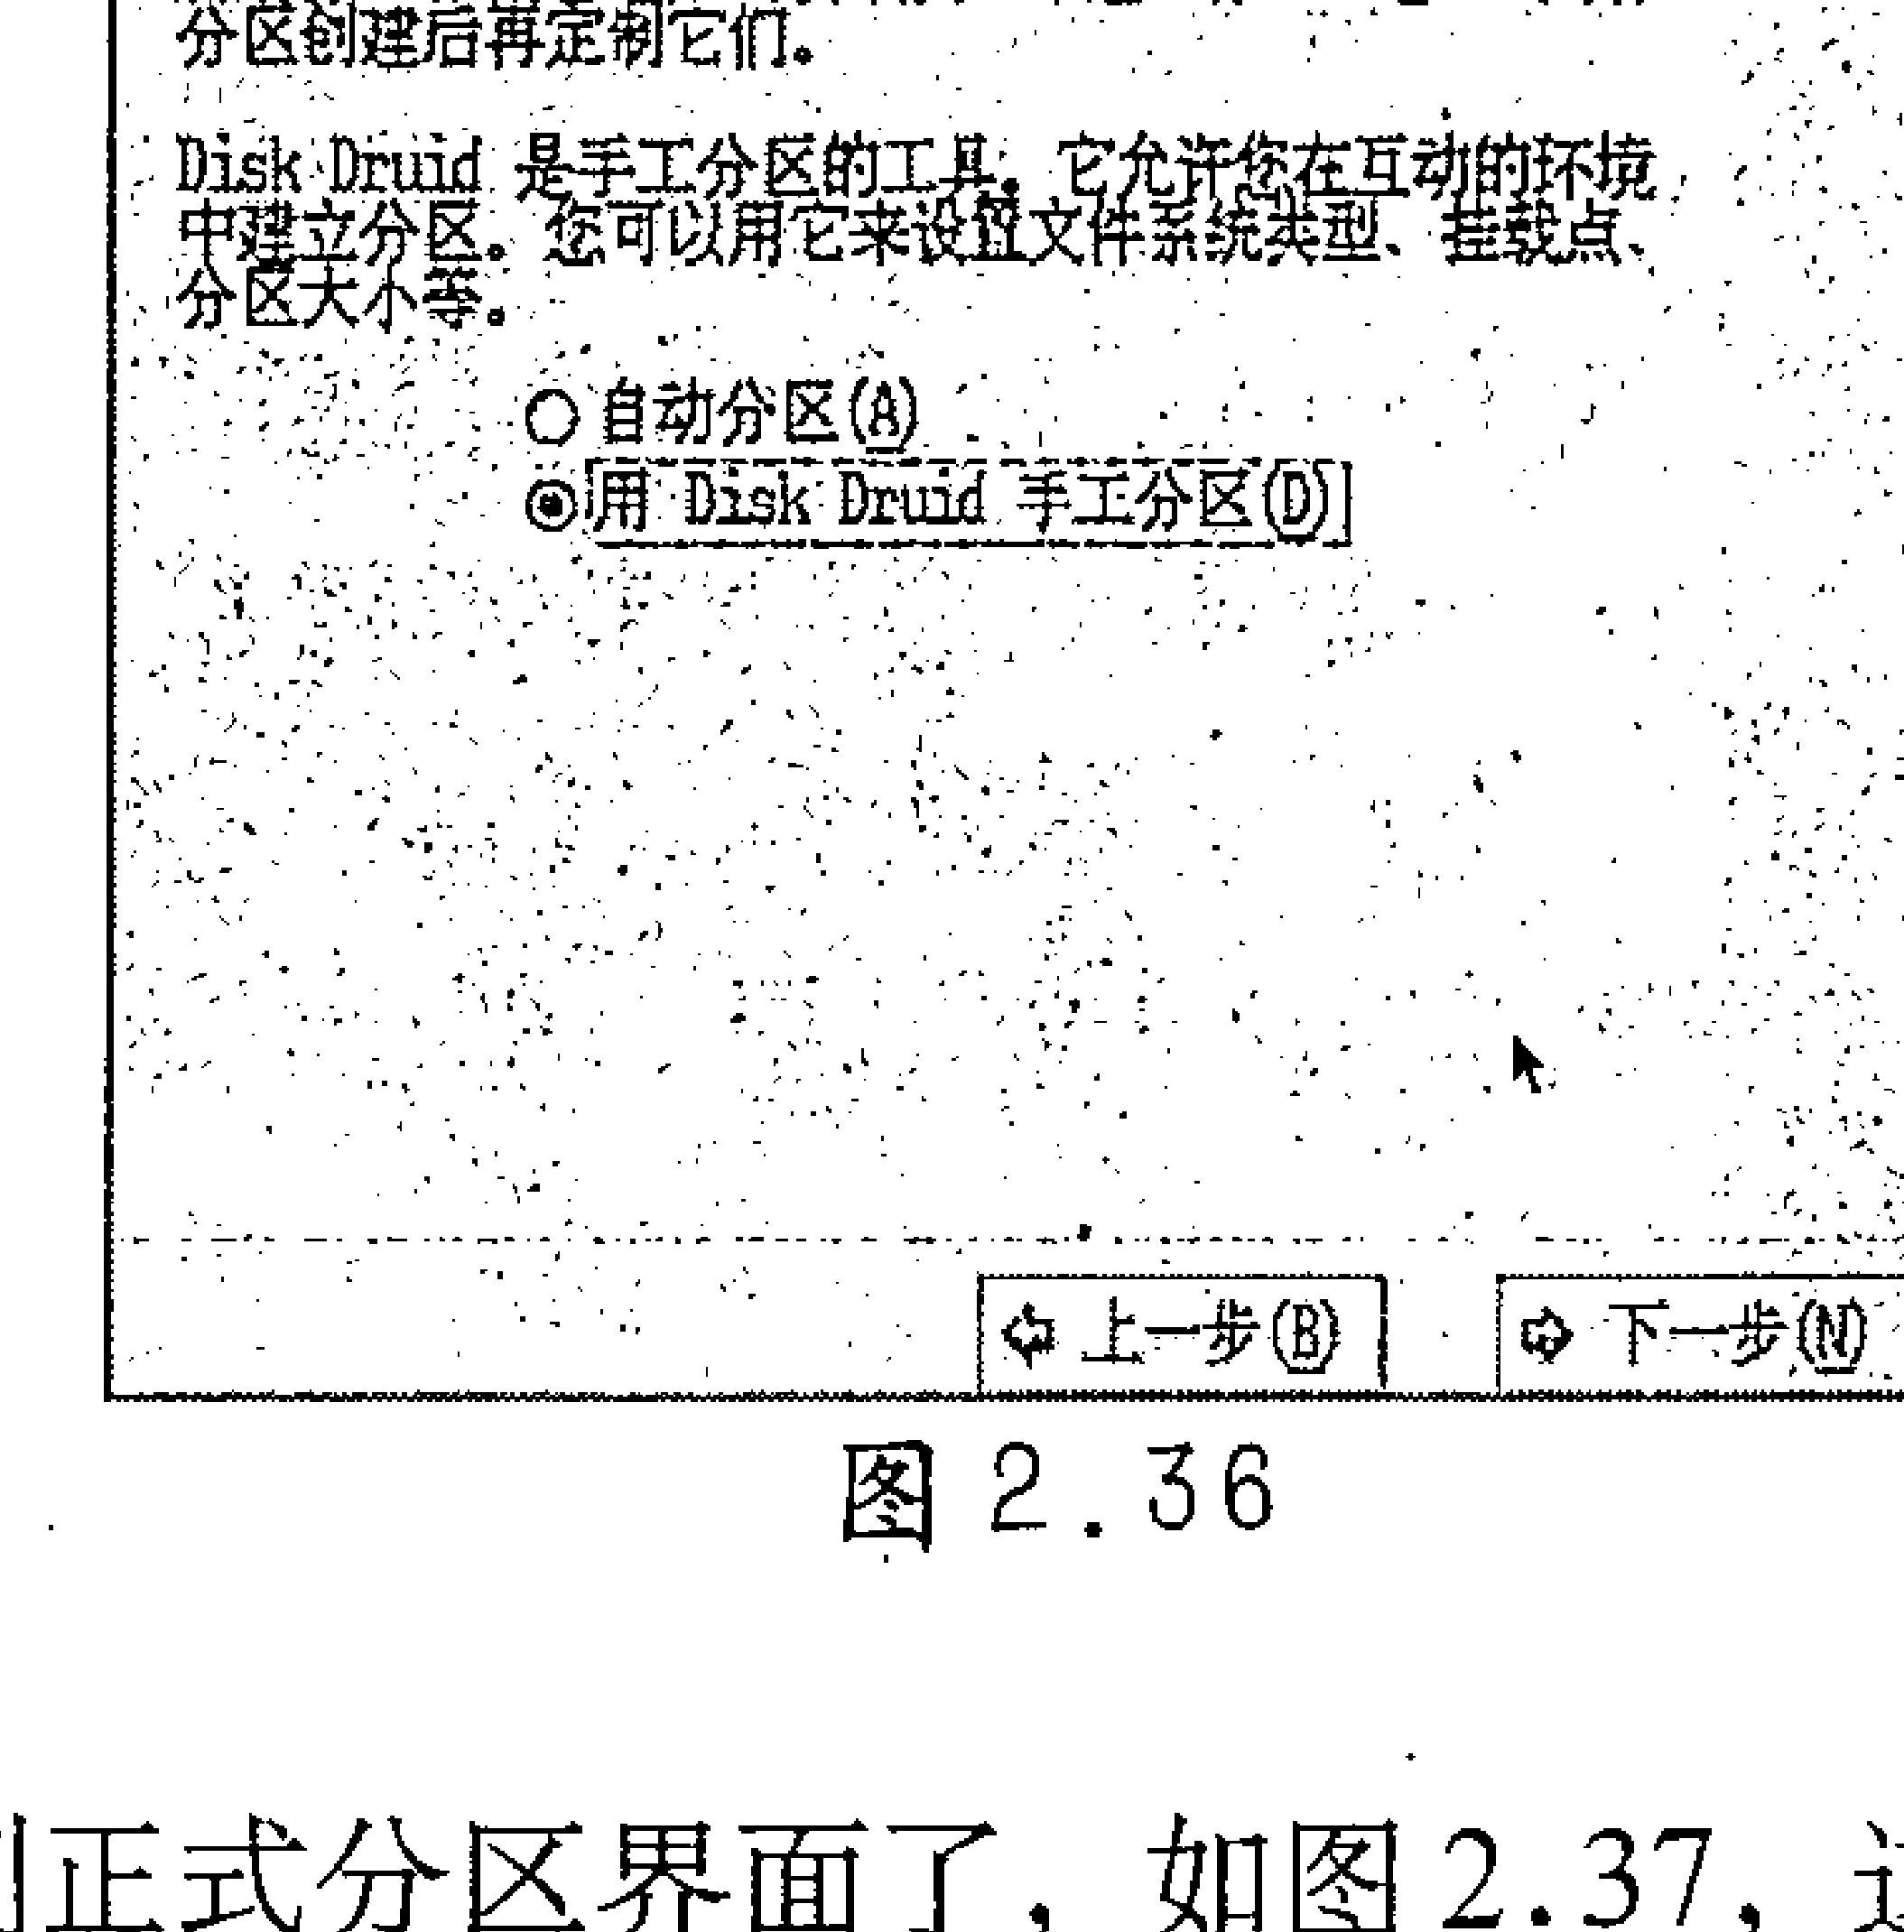 分区创建后再定制它们。
Disk Druid 是手工分区的工具。它允许您在互动的环境
中建立分区。您可以用它来设置文件系统类型、挂载点、
分区大小等。
自动分区(A)
用 Disk Druid 手工分区(D)
上一步(B) 下一步(N)
图 2.36
正式分区界面了，如图2.37，